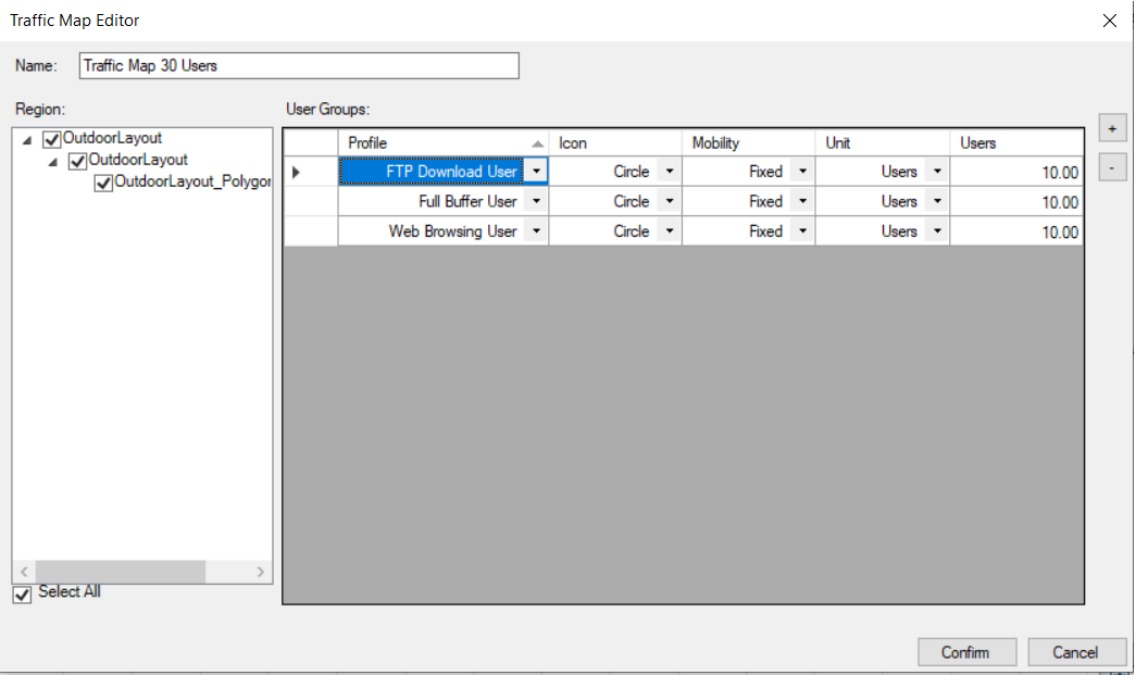 Traffic Map Editor
Name: Traffic Map 30 Users
Region: User Groups:
OutdoorLayout
OutdoorLayout
OutdoorLayout_Polygor
Select All
+
-
Profile Icon Mobility Unit Users
FTP Download User Circle Fixed Users 10.00
Full Buffer User Circle Fixed Users 10.00
Web Browsing User Circle Fixed Users 10.00
Confirm Cancel